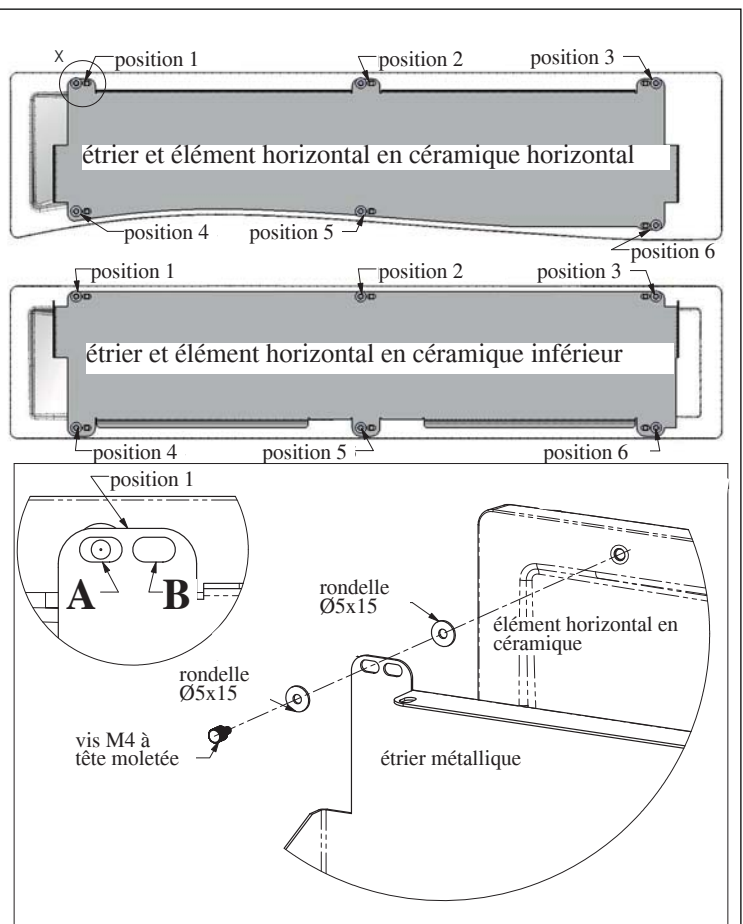 X
position 1
position 2
position 3
étrier et élément horizontal en céramique horizontal
position 4
position 5
position 6
position 1
position 2
position 3
étrier et élément horizontal en céramique inférieur
position 4
position 5
position 6
position 1
A
B
rondelle
Ø5x15
élément horizontal en
céramique
rondelle
Ø5x15
vis M4 à
tête moletée
étrier métallique